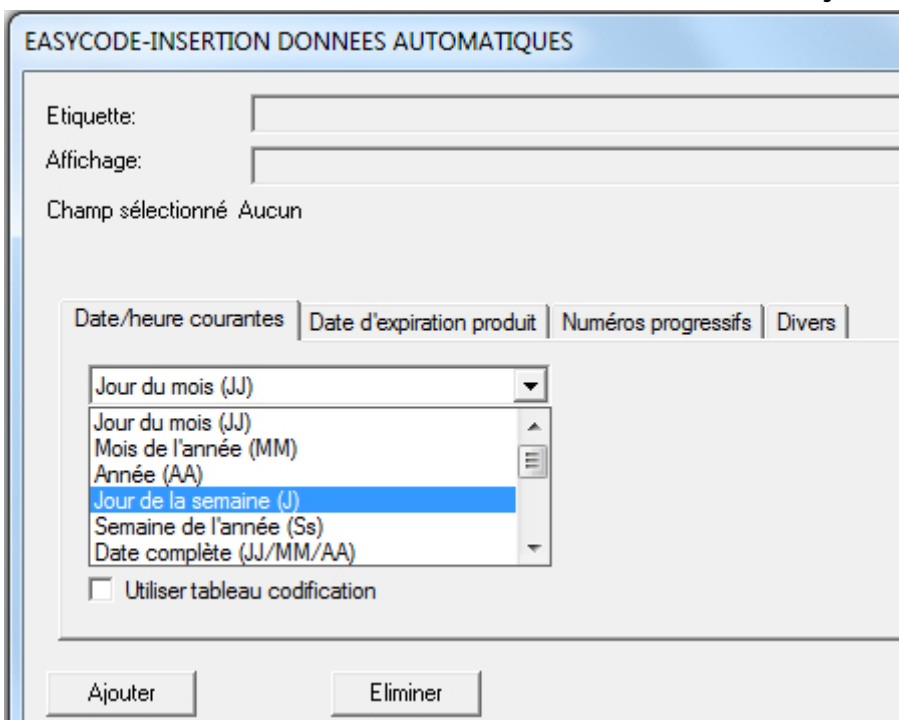 EASYCODE-INSERTION DONNEES AUTOMATIQUES
Etiquette:
Affichage:
Champ sélectionné Aucun
Date/heure courantes Date d'expiration produit Numéros progressifs Divers
Jour du mois (JJ)
Jour du mois (JJ)
Mois de l'année (MM)
Année (AA)
Jour de la semaine (J)
Semaine de l'année (Ss)
Date complète (JJ/MM/AA)
Utiliser tableau codification
Ajouter Eliminer